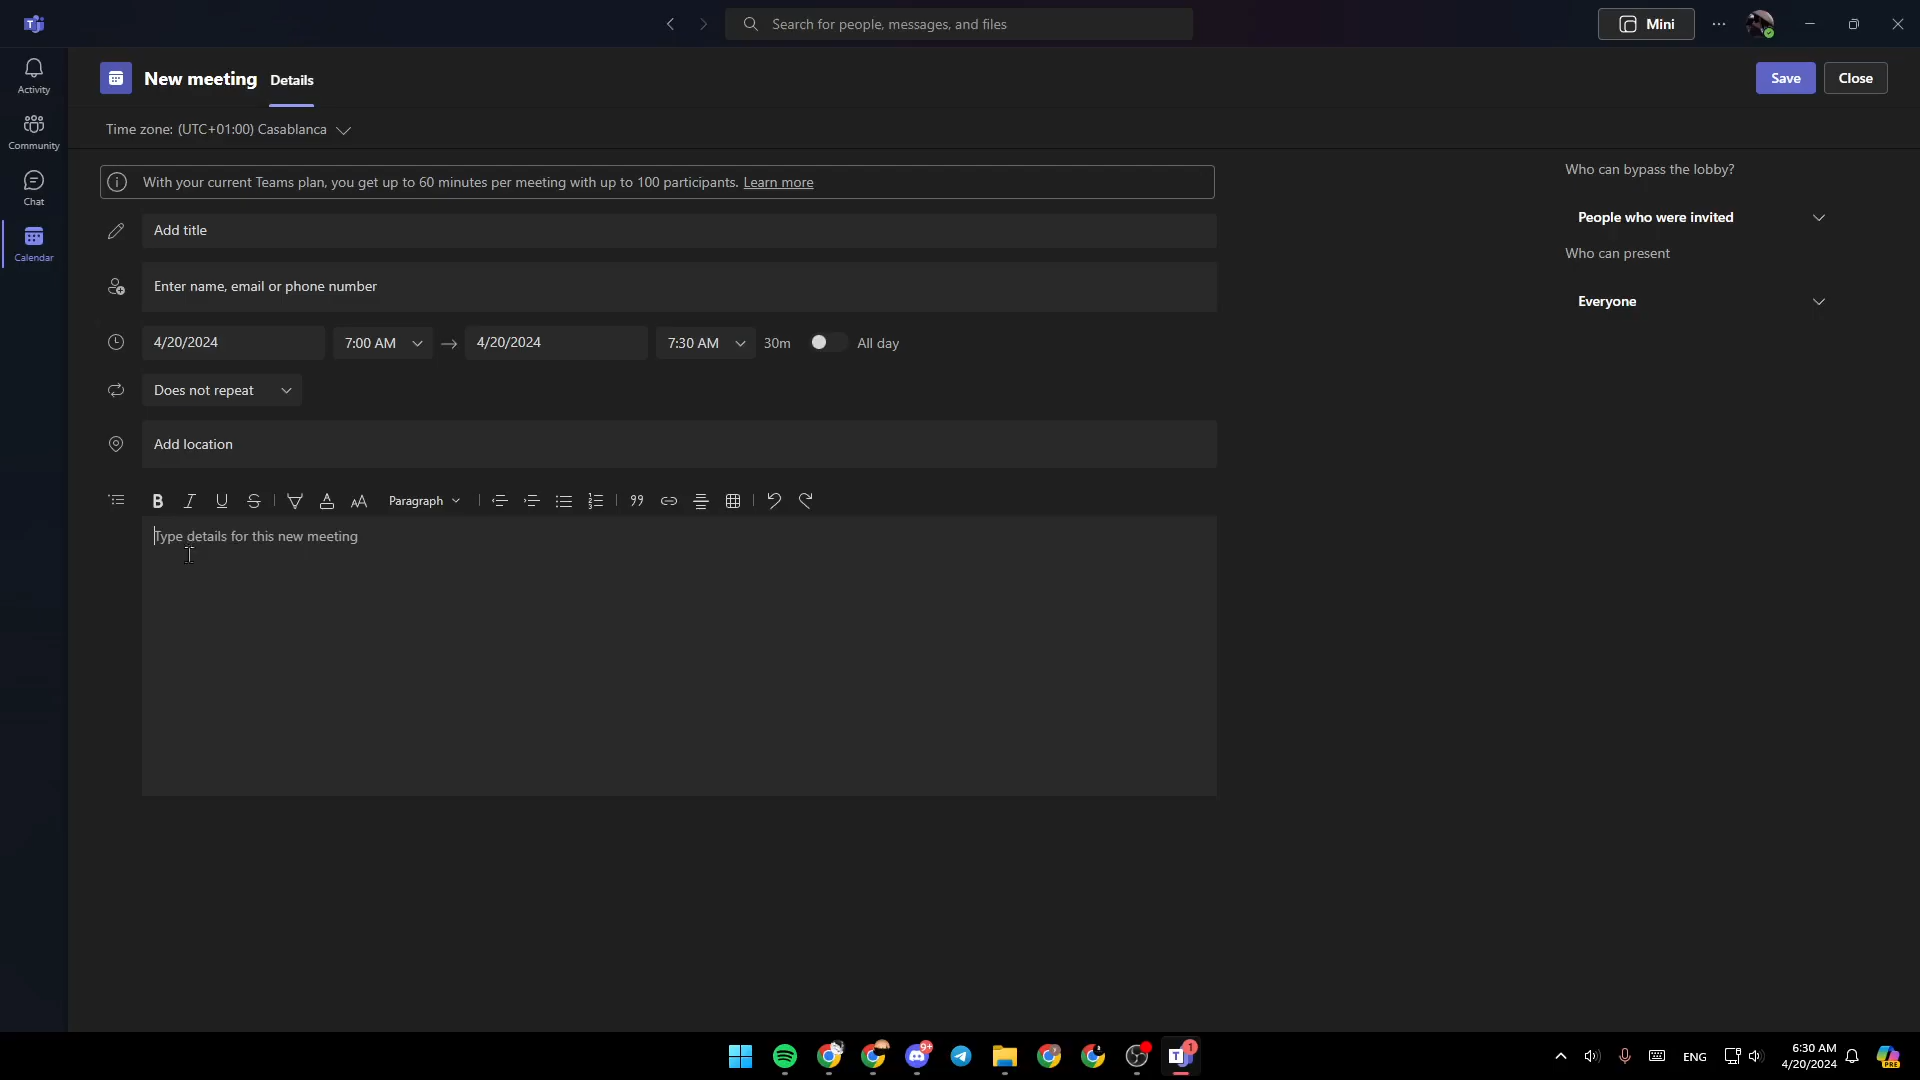 Search for people, messages, and files
Mini
Activity
Community
Chat
Calendar
New meeting
Details
Save
Close
Time zone: (UTC+01:00) Casablanca
With your current Teams plan, you get up to 60 minutes per meeting with up to 100 participants. Learn more
Add title
Enter name, email or phone number
4/20/2024
7:00 AM
4/20/2024
7:30 AM
30m
All day
Does not repeat
Add location
Paragraph
Type details for this new meeting
Who can bypass the lobby?
People who were invited
Who can present
Everyone
9+
1
ENG
6:30 AM
4/20/2024
PRE